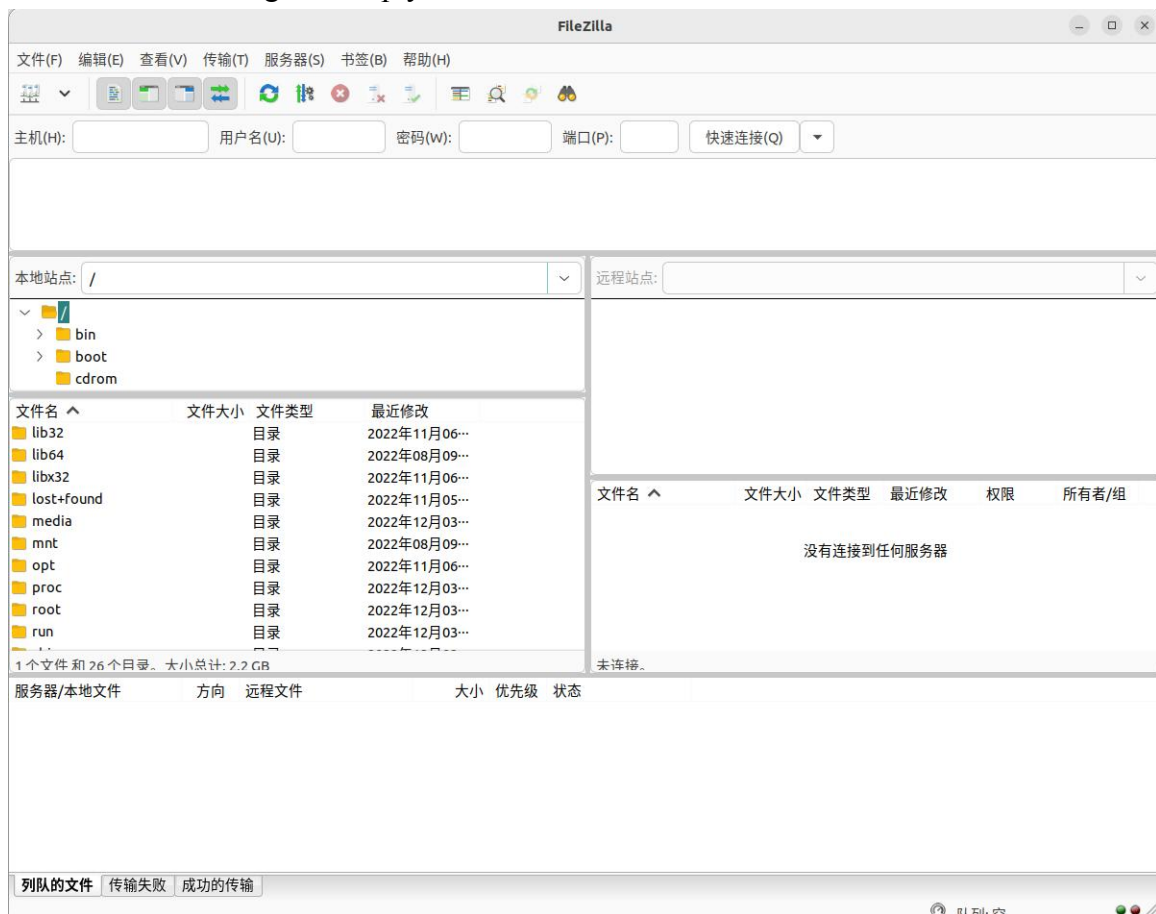 FileZilla
文件(F) 编辑(E) 查看(V) 传输(T) 服务器(S) 书签(B) 帮助(H)
主机(H): 用户名(U): 密码(W): 端口(P): 快速连接(Q)
本地站点: /
远程站点:
/
bin
boot
cdrom
文件名 文件大小 文件类型 最近修改
lib32 目录 2022年11月06…
lib64 目录 2022年08月09…
libx32 目录 2022年11月06…
lost+found 目录 2022年11月05…
media 目录 2022年12月03…
mnt 目录 2022年08月09…
opt 目录 2022年11月06…
proc 目录 2022年12月03…
root 目录 2022年12月03…
run 目录 2022年12月03…
1个文件 和 26个目录。大小总计: 2.2 GB
文件名 文件大小 文件类型 最近修改 权限 所有者/组
没有连接到任何服务器
未连接。
服务器/本地文件 方向 远程文件 大小 优先级 状态
列队的文件 传输失败 成功的传输
队列: 空